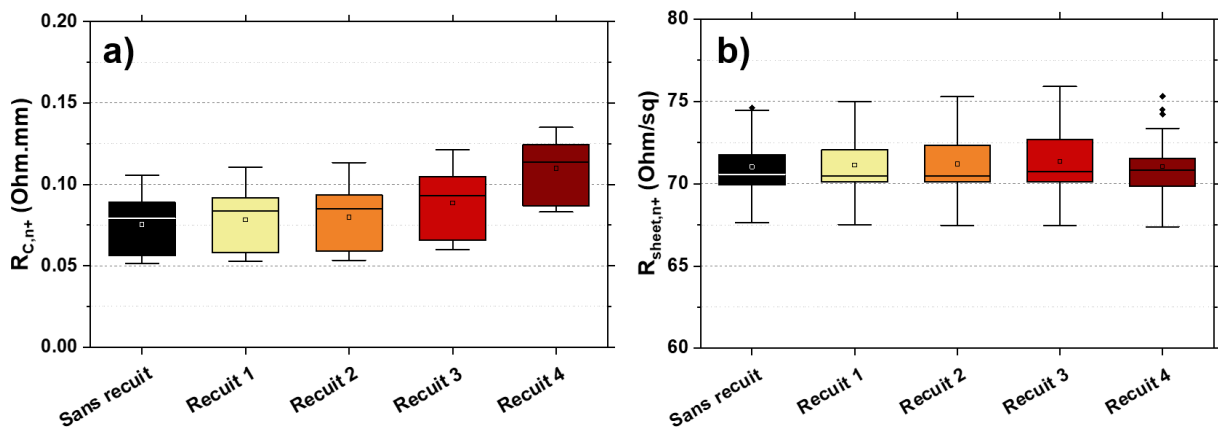 a)
R_C,n+ (Ohm.mm)
0.20
0.15
0.10
0.05
0.00
Sans recuit
Recuit 1
Recuit 2
Recuit 3
Recuit 4
b)
R_sheet,n+ (Ohm/sq)
80
75
70
65
60
Sans recuit
Recuit 1
Recuit 2
Recuit 3
Recuit 4